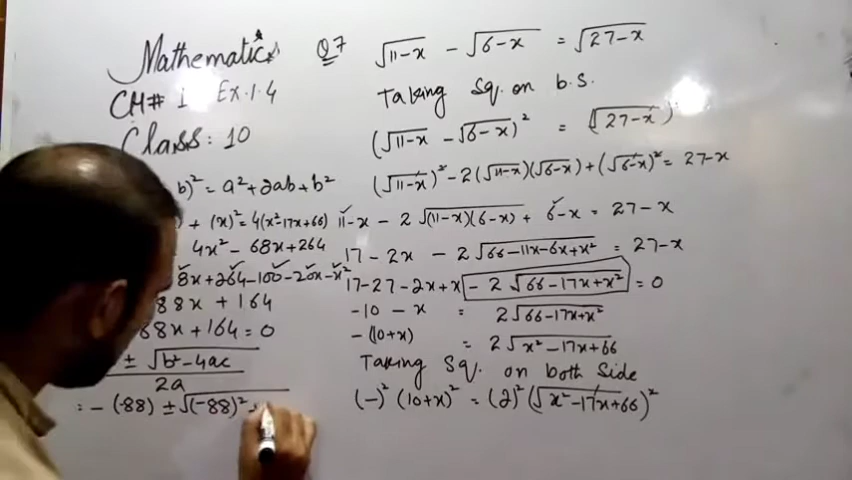 Mathematics
CH# 1 Ex.1.4
Class: 10
b)² = a² + 2ab + b²
) + (x)² = 4(x²-17x+66)
4x² - 68x + 264
8x + 264 - 100 - 20x - x²
88x + 164
88x + 164 = 0
± √b² - 4ac
2a
= - (-88) ± √(-88)²
Q7 √11-x - √6-x = √27-x
Taking Sq. on b.S.
(√11-x - √6-x)² = (√27-x)
(√11-x)² - 2(√11-x)(√6-x) + (√6-x)² = 27-x
11-x - 2√(11-x)(6-x) + 6-x = 27-x
17 - 2x - 2√66-11x-6x+x² = 27-x
17-27-2x+x - 2√66-17x+x² = 0
-10 - x = 2√66-17x+x²
-(10+x) = 2√x²-17x+66
Taking Sq. on both Side
(-)² (10+x)² = (2)² (√x²-17x+66)²